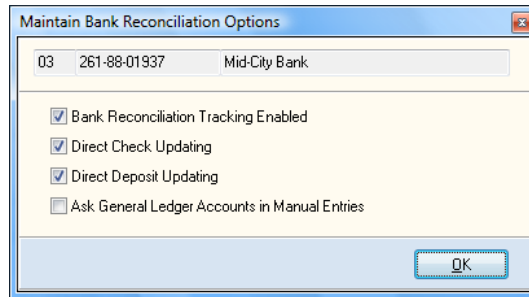 Maintain Bank Reconciliation Options
03 261-88-01937 Mid-City Bank
Bank Reconciliation Tracking Enabled
Direct Check Updating
Direct Deposit Updating
Ask General Ledger Accounts in Manual Entries
OK